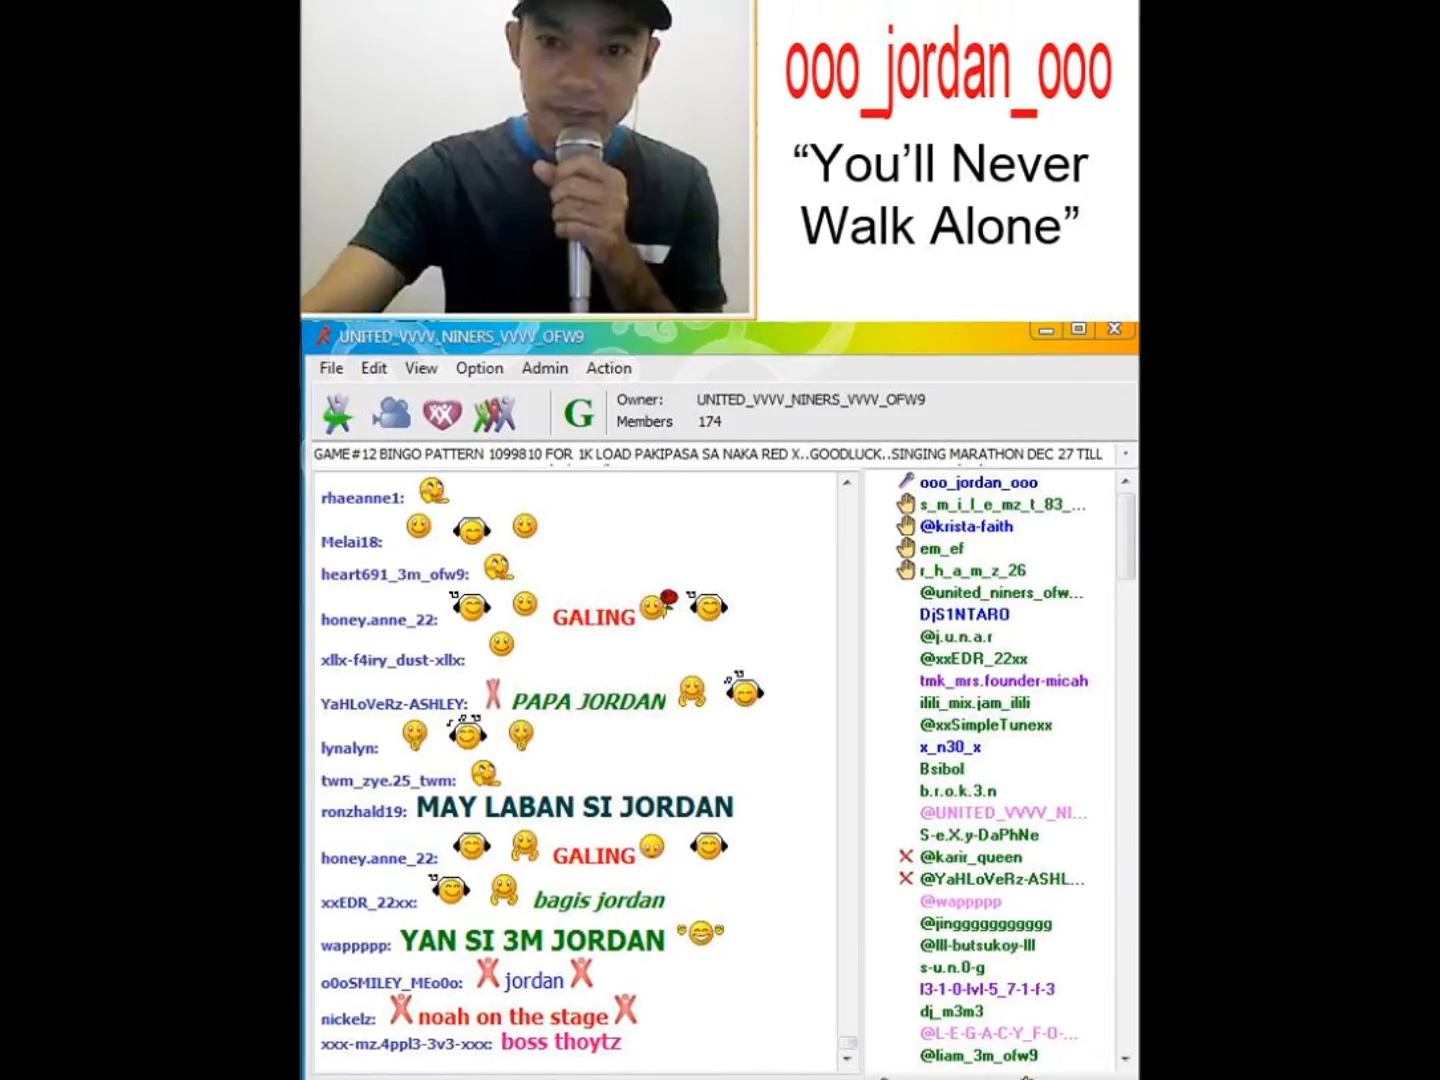 ooo_jordan_ooo
“You’ll Never
Walk Alone”
UNITED_VVVV_NINERS_VVVV_OFW9
File Edit View Option Admin Action
G Owner: UNITED_VVVV_NINERS_VVVV_OFW9
Members 174
GAME#12 BINGO PATTERN 1099810 FOR 1K LOAD PAKIPASA SA NAKA RED X..GOODLUCK..SINGING MARATHON DEC 27 TILL
rhaeanne1:
Melai18:
heart691_3m_ofw9:
honey.anne_22: GALING
xllx-f4iry_dust-xllx:
YaHLoVeRz-ASHLEY: PAPA JORDAN
lynalyn:
twm_zye.25_twm:
ronzhald19: MAY LABAN SI JORDAN
honey.anne_22: GALING
xxEDR_22xx: bagis jordan
wappppp: YAN SI 3M JORDAN
o0oSMILEY_MEo0o: jordan
nickelz: noah on the stage
xxx-mz.4ppl3-3v3-xxx: boss thoytz
ooo_jordan_ooo
s_m_i_l_e_mz_t_83_...
@krista-faith
em_ef
r_h_a_m_z_26
@united_niners_ofw...
DjS1NTARO
@j.u.n.a.r
@xxEDR_22xx
tmk_mrs.founder-micah
ilili_mix.jam_ilili
@xxSimpleTunexx
x_n30_x
Bsibol
b.r.o.k.3.n
@UNITED_VVVV_NI...
S-e.X.y-DaPhNe
@karir_queen
@YaHLoVeRz-ASHL...
@wappppp
@jingggggggggggg
@lll-butsukoy-lll
s-u.n.0-g
l3-1-0-lvl-5_7-1-f-3
dj_m3m3
@L-E-G-A-C-Y_F-O-...
@liam_3m_ofw9